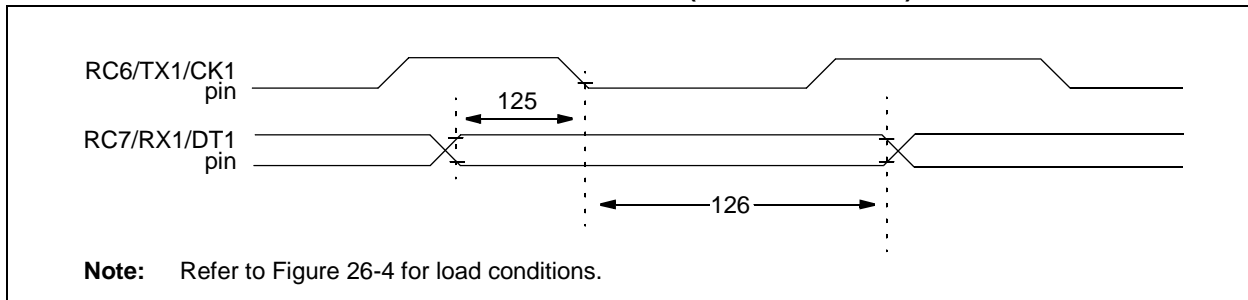 RC6/TX1/CK1
pin
125
RC7/RX1/DT1
pin
126
Note: Refer to Figure 26-4 for load conditions.